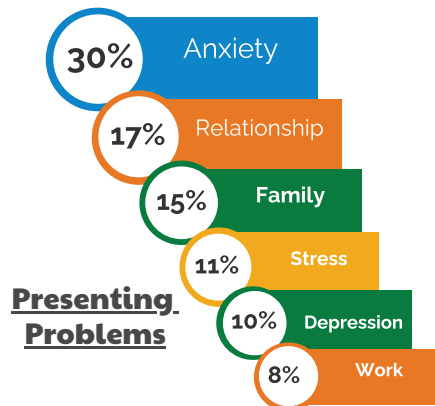 30% Anxiety
17% Relationship
15% Family
11% Stress
10% Depression
8% Work
Presenting
Problems